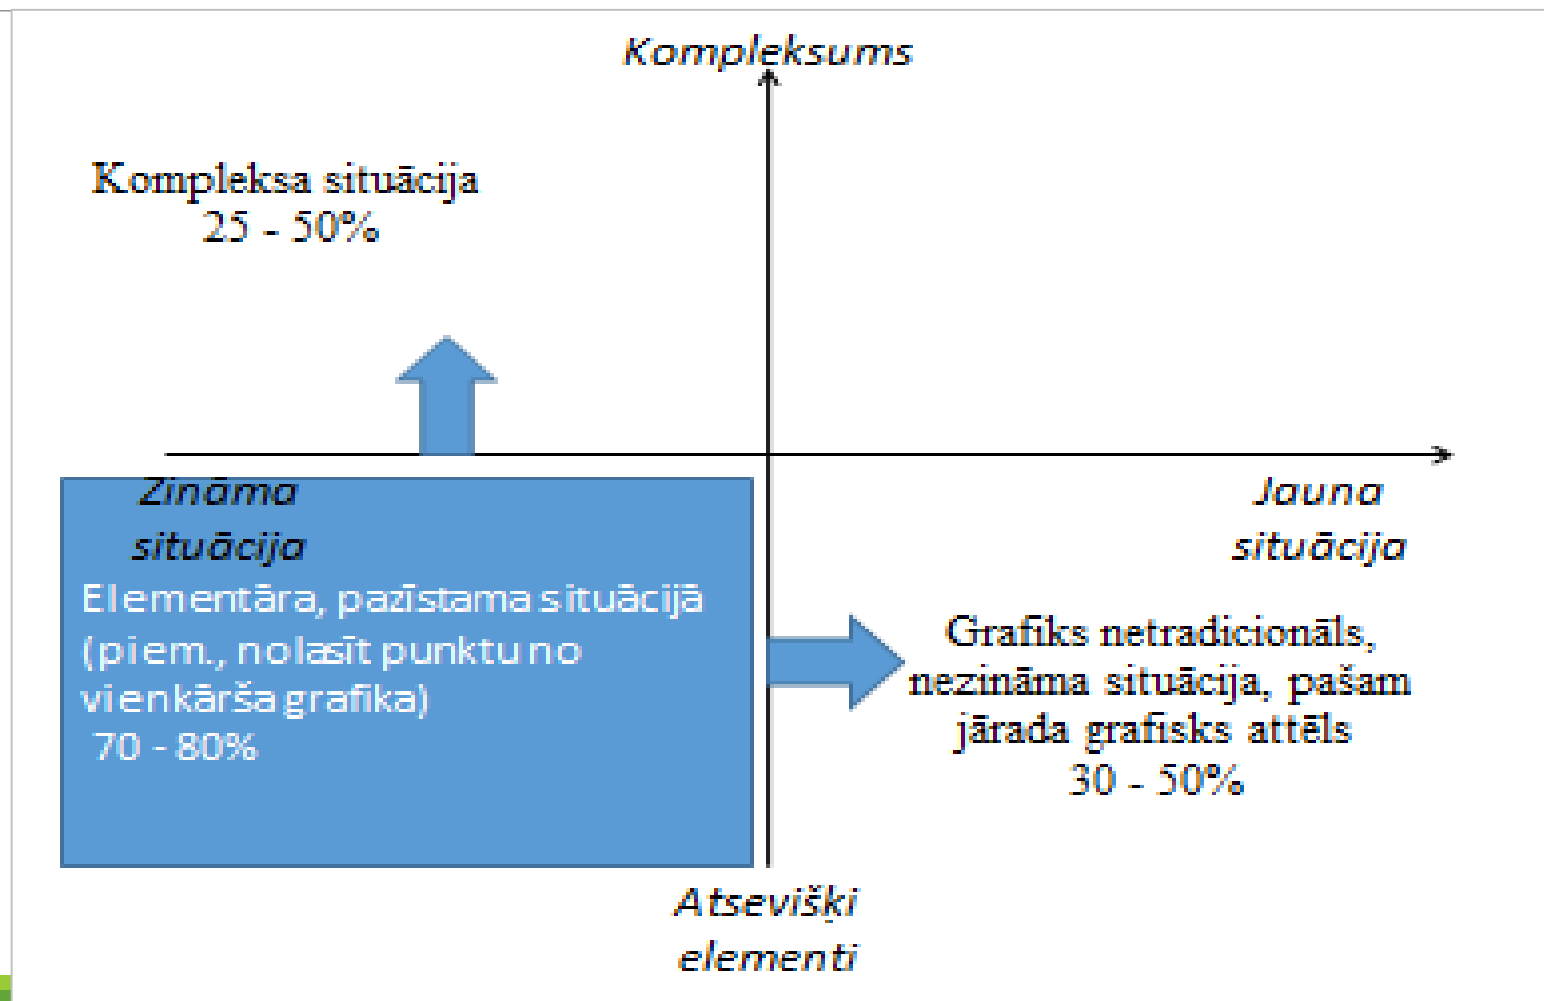 Kompleksums
Kompleksa situācija
25 - 50%
Zināma
situācija
Jauna
situācija
Elementāra, pazīstama situācijā
(piem., nolasīt punktu no
vienkārša grafika)
70 - 80%
Grafiks netradicionāls,
nezināma situācija, pašam
jārada grafisks attēls
30 - 50%
Atsevišķi
elementi